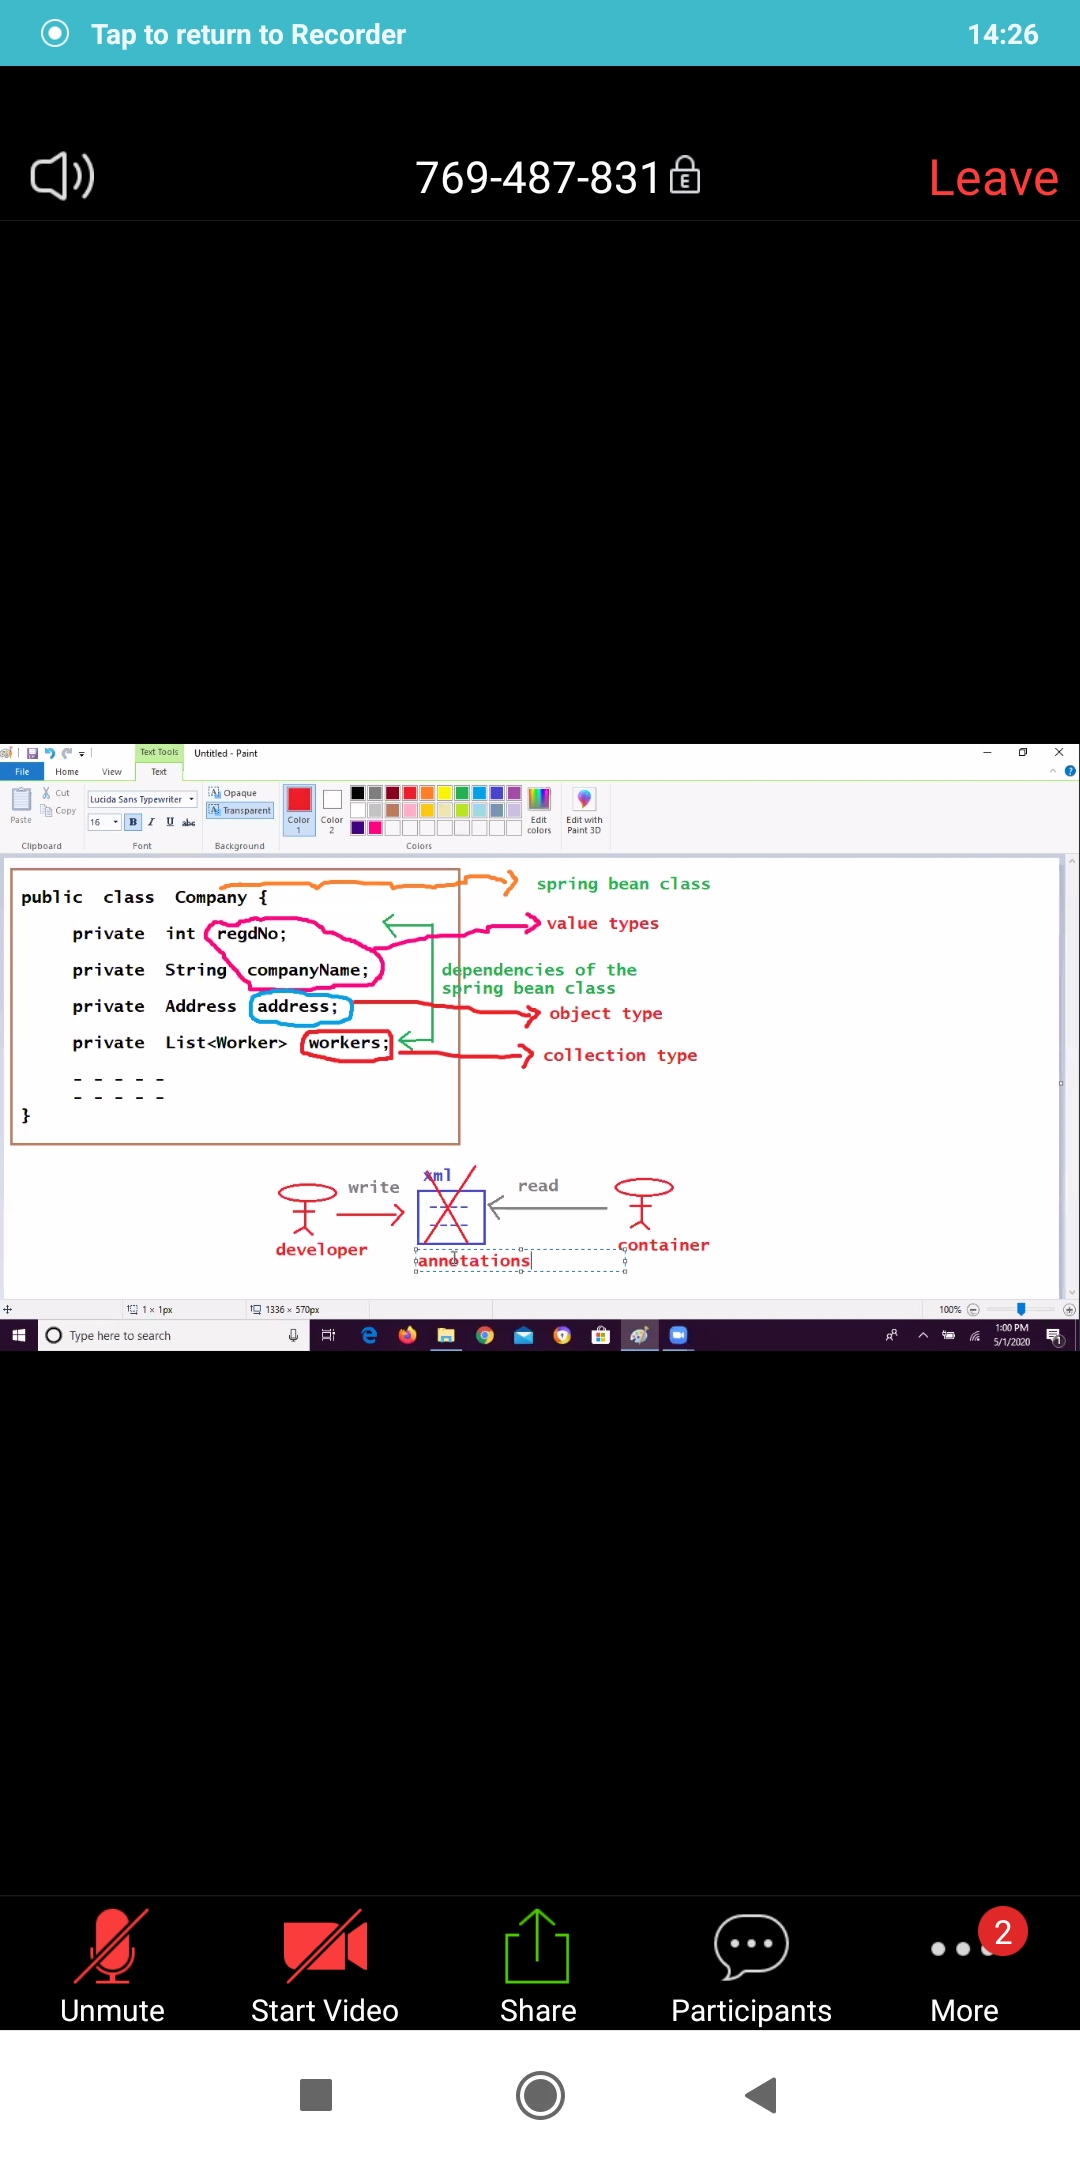 Tap to return to Recorder 14:26
769-487-831 Leave
Text Tools Untitled - Paint
File Home View Text
Paste Cut Copy
Clipboard
Lucida Sans Typewriter
16 B I U abc
Font
Opaque
Transparent
Background
Color 1 Color 2
Edit colors
Edit with Paint 3D
Colors
public class Company {
private int regdNo;
private String companyName;
private Address address;
private List<Worker> workers;
- - - - -
- - - - -
}
spring bean class
value types
dependencies of the
spring bean class
object type
collection type
write xml read
developer container
annotations
1 × 1px 1336 × 570px 100%
Type here to search
1:00 PM
5/1/2020
1
2
Unmute Start Video Share Participants More